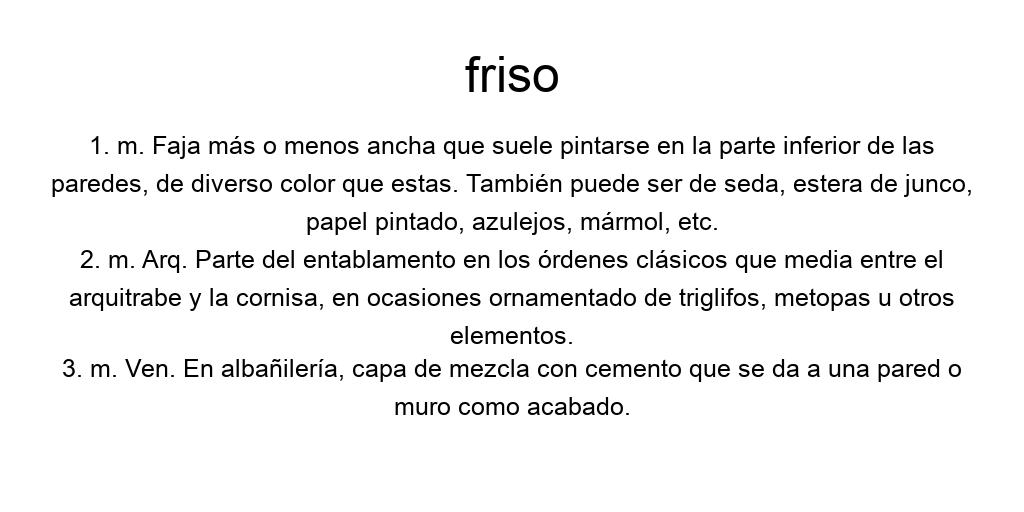 friso
1. m. Faja más o menos ancha que suele pintarse en la parte inferior de las
paredes, de diverso color que estas. También puede ser de seda, estera de junco,
papel pintado, azulejos, mármol, etc.
2. m. Arq. Parte del entablamento en los órdenes clásicos que media entre el
arquitrabe y la cornisa, en ocasiones ornamentado de triglifos, metopas u otros
elementos.
3. m. Ven. En albañilería, capa de mezcla con cemento que se da a una pared o
muro como acabado.